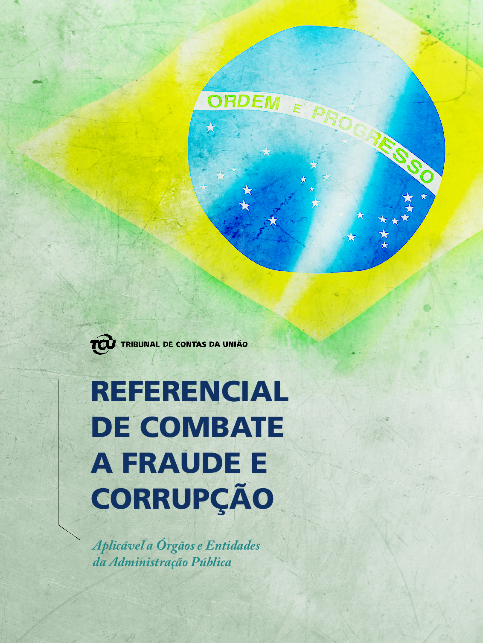 ORDEM E PROGRESSO
TCU TRIBUNAL DE CONTAS DA UNIÃO
REFERENCIAL
DE COMBATE
A FRAUDE E
CORRUPÇÃO
Aplicável a Órgãos e Entidades
da Administração Pública